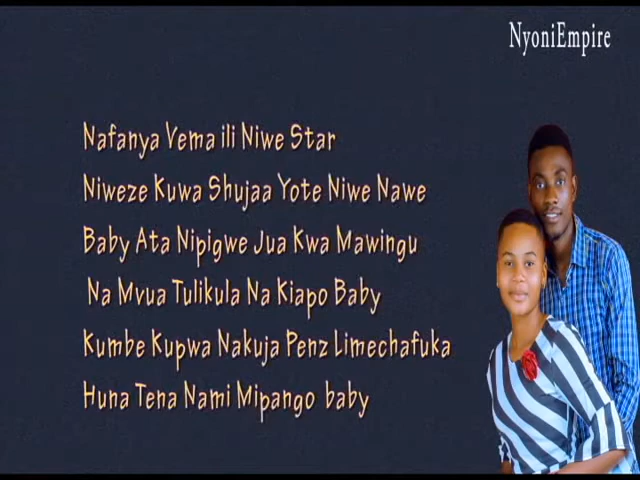 NyoniEmpire
Nafanya Vema ili Niwe Star
Niweze Kuwa Shujaa Yote Niwe Nawe
Baby Ata Nipigwe Jua Kwa Mawingu
Na Mvua Tulikula Na Kiapo Baby
Kumbe Kupwa Nakuja Penz Limechafuka
Huna Tena Nami Mipango baby